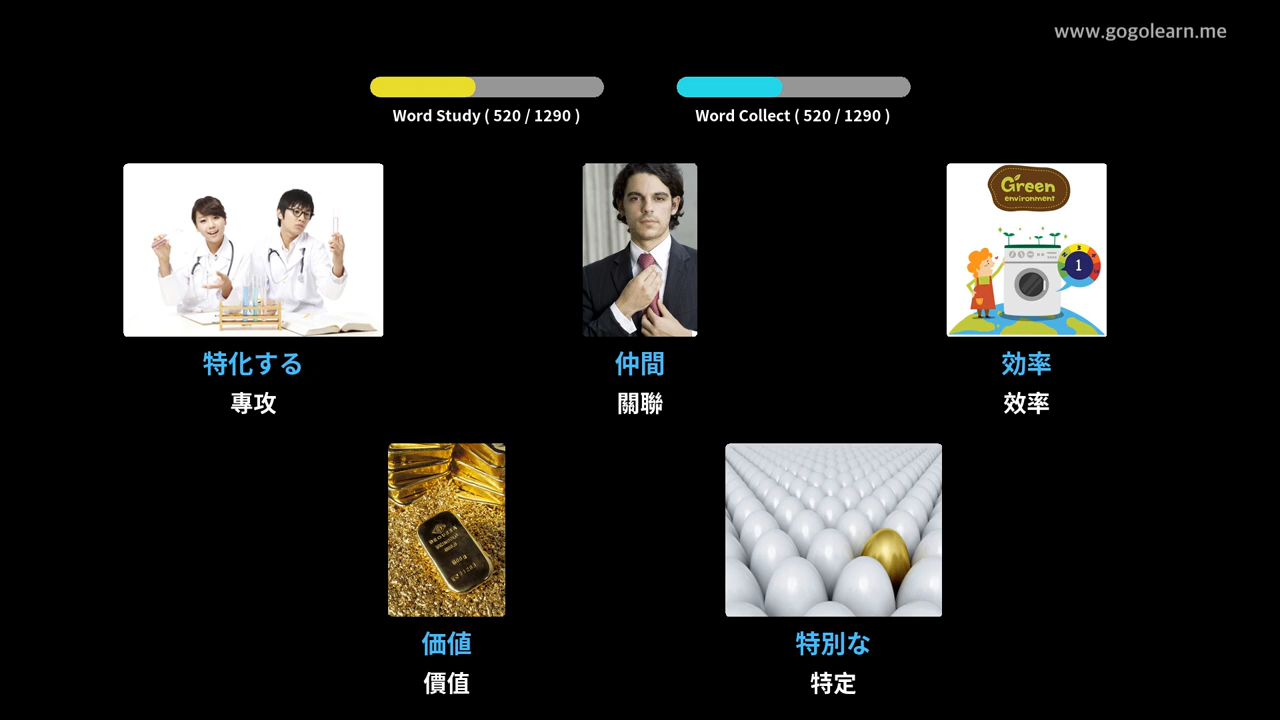 www.gogolearn.me
Word Study ( 520 / 1290 )
Word Collect ( 520 / 1290 )
Green
environment
1
特化する
仲間
効率
專攻
關聯
效率
価値
特別な
價值
特定